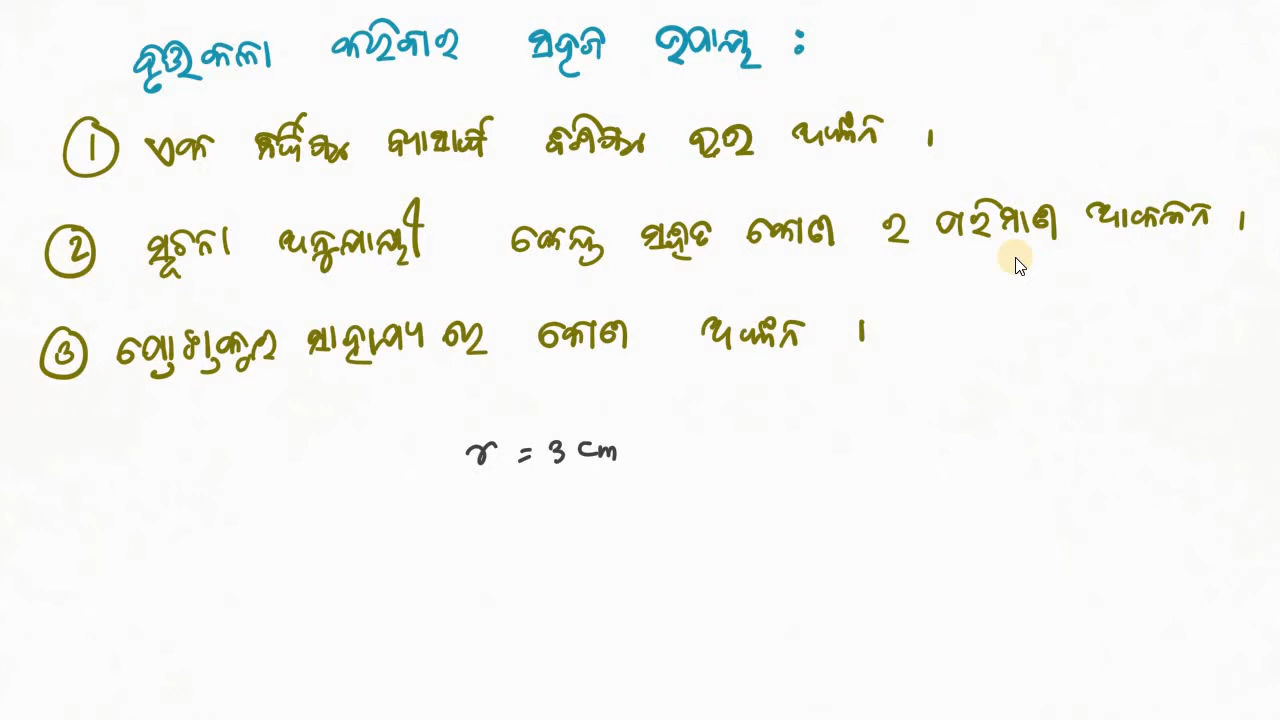 ବୃତ୍ତକଳା କରିବାର ସହଜ ଉପାୟ :
① ଏକ ନିର୍ଦ୍ଦିଷ୍ଟ ବ୍ୟାସାର୍ଦ୍ଧ ବିଶିଷ୍ଟ ବୃତ୍ତ ଅଙ୍କନ ।
② ସୂଚନା ଅନୁଯାୟୀ କେନ୍ଦ୍ର ସହିତ କୋଣ ର ପରିମାଣ ଆକଳନ ।
③ ପ୍ରୋଟ୍ରାକ୍ଟର ସାହାଯ୍ୟ ରେ କୋଣ ଅଙ୍କନ ।
r = 3 cm